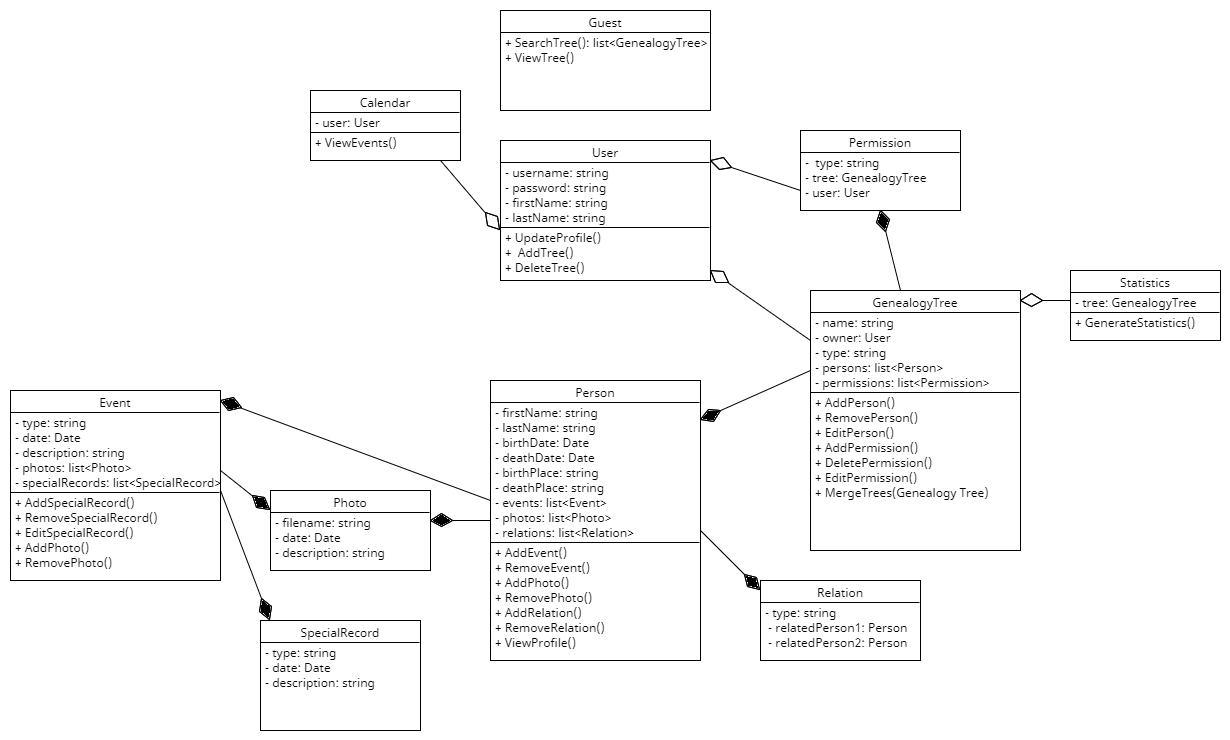 Guest
+ SearchTree(): list<GenealogyTree>
+ ViewTree()
Calendar
- user: User
+ ViewEvents()
User
- username: string
- password: string
- firstName: string
- lastName: string
+ UpdateProfile()
+ AddTree()
+ DeleteTree()
Permission
- type: string
- tree: GenealogyTree
- user: User
Statistics
- tree: GenealogyTree
+ GenerateStatistics()
GenealogyTree
- name: string
- owner: User
- type: string
- persons: list<Person>
- permissions: list<Permission>
+ AddPerson()
+ RemovePerson()
+ EditPerson()
+ AddPermission()
+ DeletePermission()
+ EditPermission()
+ MergeTrees(Genealogy Tree)
Event
- type: string
- date: Date
- description: string
- photos: list<Photo>
- specialRecords: list<SpecialRecord>
+ AddSpecialRecord()
+ RemoveSpecialRecord()
+ EditSpecialRecord()
+ AddPhoto()
+ RemovePhoto()
Person
- firstName: string
- lastName: string
- birthDate: Date
- deathDate: Date
- birthPlace: string
- deathPlace: string
- events: list<Event>
- photos: list<Photo>
- relations: list<Relation>
+ AddEvent()
+ RemoveEvent()
+ AddPhoto()
+ RemovePhoto()
+ AddRelation()
+ RemoveRelation()
+ ViewProfile()
Photo
- filename: string
- date: Date
- description: string
Relation
- type: string
- relatedPerson1: Person
- relatedPerson2: Person
SpecialRecord
- type: string
- date: Date
- description: string